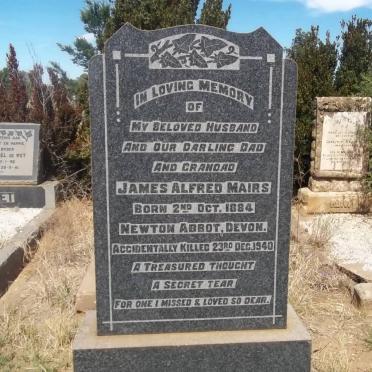 In Loving Memory
of
My Beloved Husband
and our Darling Dad
and Grandad
James Alfred Mairs
Born 2nd Oct. 1884.
Newton Abbot, Devon.
Accidentally Killed 23rd Dec. 1940
A Treasured Thought
A Secret Tear
For one I missed & loved so dear.